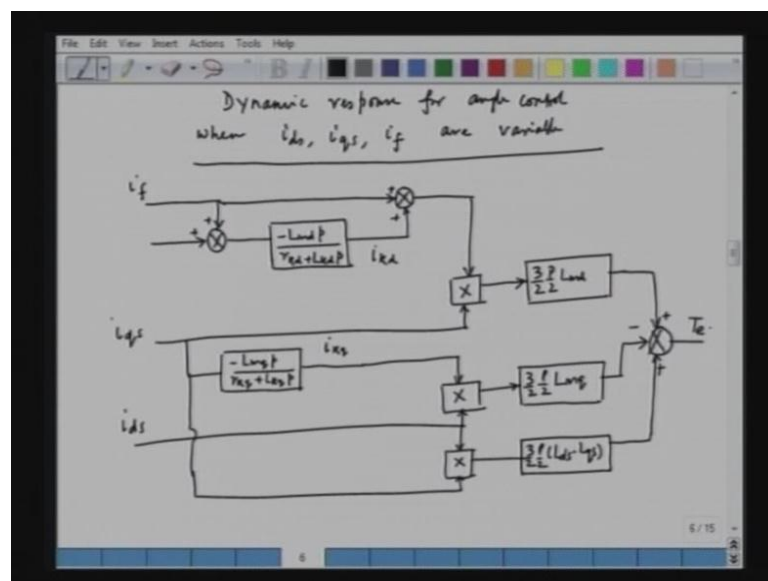 File Edit View Insert Actions Tools Help
Dynamic response for angle control
when ids, iqs, if are variable
if
+
+
+
+
-Lmd p / rkd + Lkd p
ikd
X
3/2 P/2 Lmd
iqs
-Lmq p / rkq + Lkq p
ikq
X
3/2 P/2 Lmq
ids
X
3/2 P/2 (Lds-Lqs)
+
-
+
Te.
6/15
6